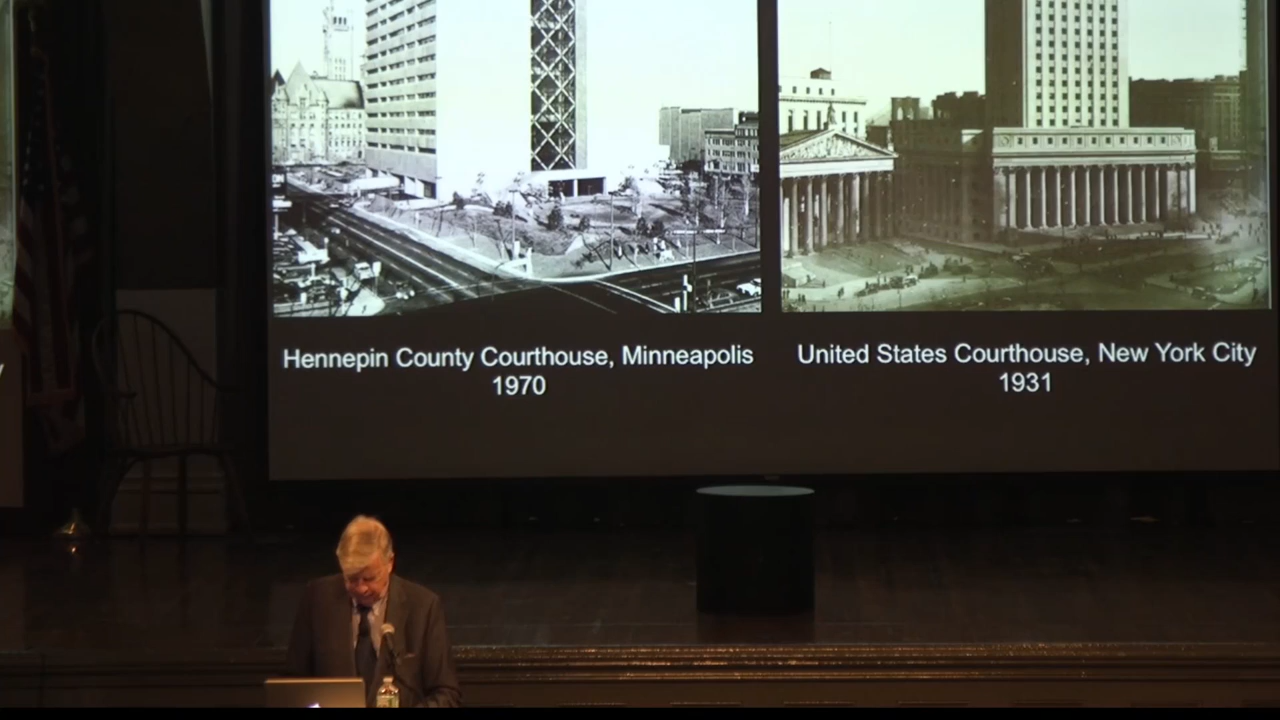 Hennepin County Courthouse, Minneapolis
1970
United States Courthouse, New York City
1931